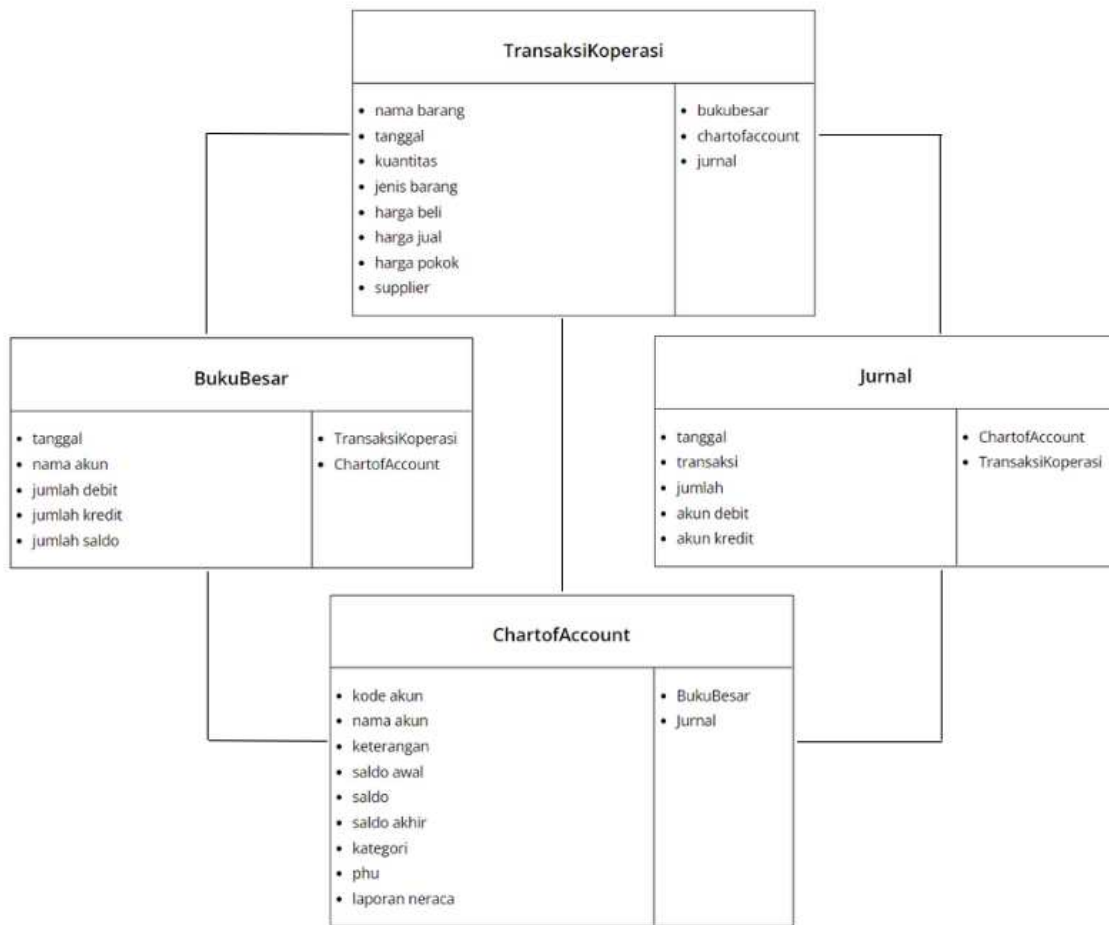 TransaksiKoperasi
nama barang
tanggal
kuantitas
jenis barang
harga beli
harga jual
harga pokok
supplier
bukubesar
chartofaccount
jurnal
BukuBesar
tanggal
nama akun
jumlah debit
jumlah kredit
jumlah saldo
TransaksiKoperasi
ChartofAccount
Jurnal
tanggal
transaksi
jumlah
akun debit
akun kredit
ChartofAccount
TransaksiKoperasi
ChartofAccount
kode akun
nama akun
keterangan
saldo awal
saldo
saldo akhir
kategori
phu
laporan neraca
BukuBesar
Jurnal